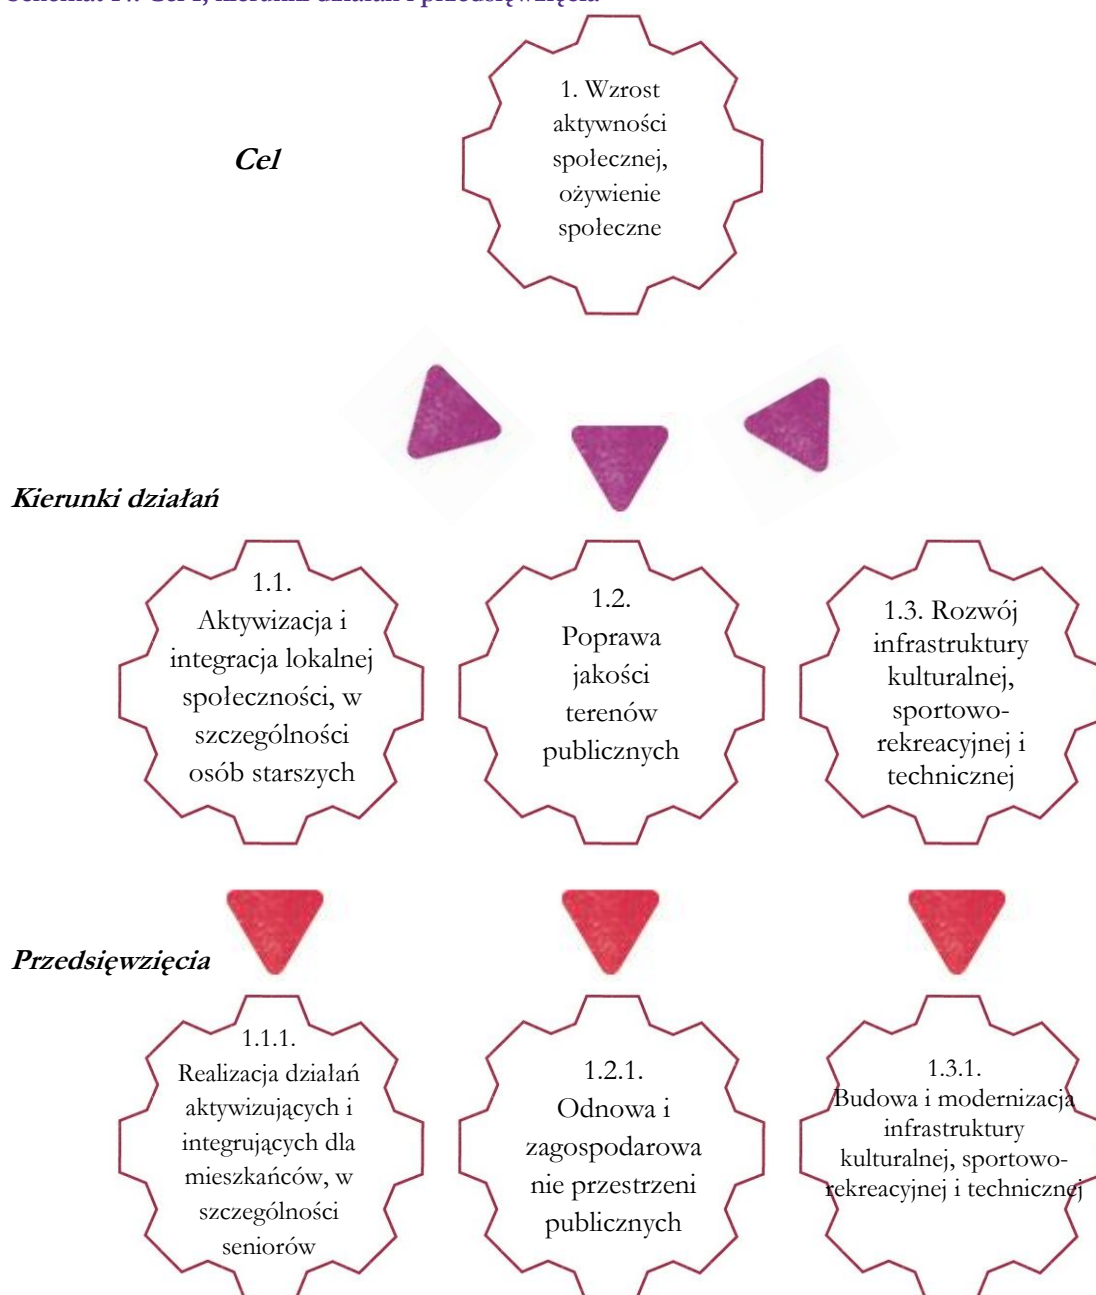 1. Wzrost
aktywności
społecznej,
ożywienie
społeczne
Cel
Kierunki działań
1.1.
Aktywizacja i
integracja lokalnej
społeczności, w
szczególności
osób starszych
1.2.
Poprawa
jakości
terenów
publicznych
1.3. Rozwój
infrastruktury
kulturalnej,
sportowo-
rekreacyjnej i
technicznej
Przedsięwzięcia
1.1.1.
Realizacja działań
aktywizujących i
integrujących dla
mieszkańców, w
szczególności
seniorów
1.2.1.
Odnowa i
zagospodarowa
nie przestrzeni
publicznych
1.3.1.
Budowa i modernizacja
infrastruktury
kulturalnej, sportowo-
rekreacyjnej i technicznej